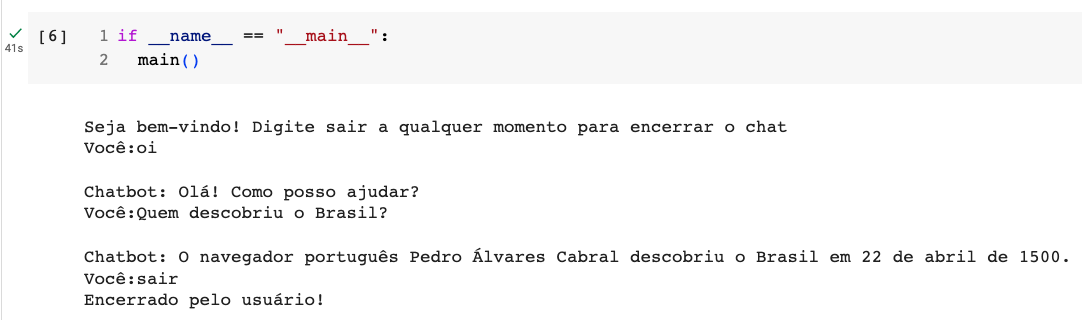 [6] 1 if __name__ == "__main__":
41s 2 main()
Seja bem-vindo! Digite sair a qualquer momento para encerrar o chat
Você:oi
Chatbot: Olá! Como posso ajudar?
Você:Quem descobriu o Brasil?
Chatbot: O navegador português Pedro Álvares Cabral descobriu o Brasil em 22 de abril de 1500.
Você:sair
Encerrado pelo usuário!